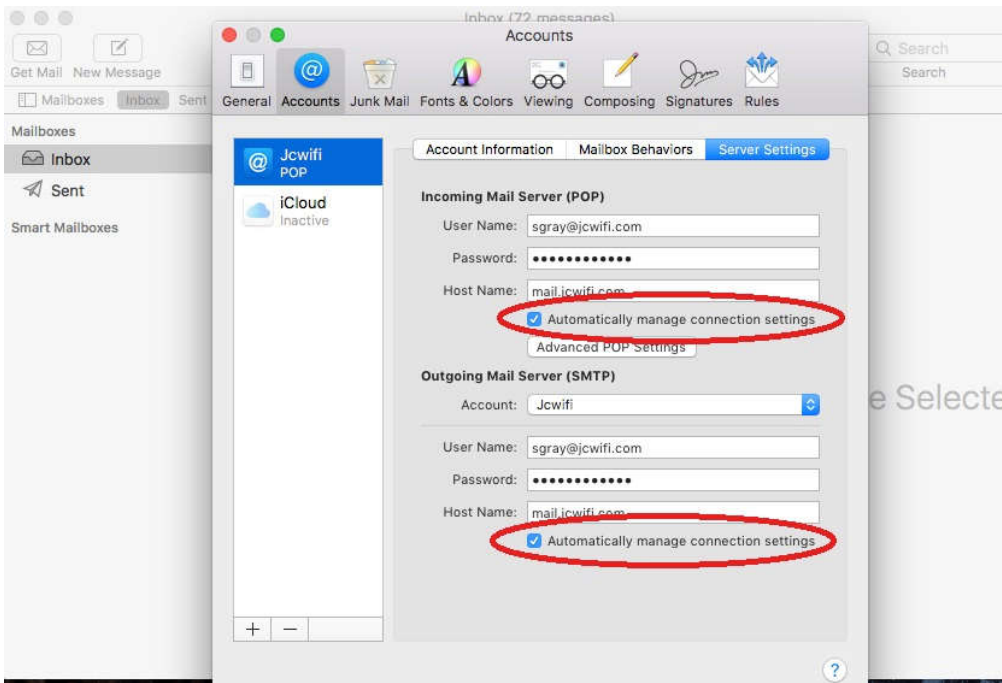 Inbox (72 messages)
Accounts
Get Mail New Message
Search
Search
Mailboxes Inbox Sent
General Accounts Junk Mail Fonts & Colors Viewing Composing Signatures Rules
Mailboxes
Inbox
Sent
Smart Mailboxes
Jcwifi
POP
iCloud
Inactive
Account Information Mailbox Behaviors Server Settings
Incoming Mail Server (POP)
User Name: sgray@jcwifi.com
Password: ••••••••••••
Host Name: mail.jcwifi.com
Automatically manage connection settings
Advanced POP Settings
Outgoing Mail Server (SMTP)
Account: Jcwifi
User Name: sgray@jcwifi.com
Password: ••••••••••••
Host Name: mail.jcwifi.com
Automatically manage connection settings
e Selecte
+ −
?